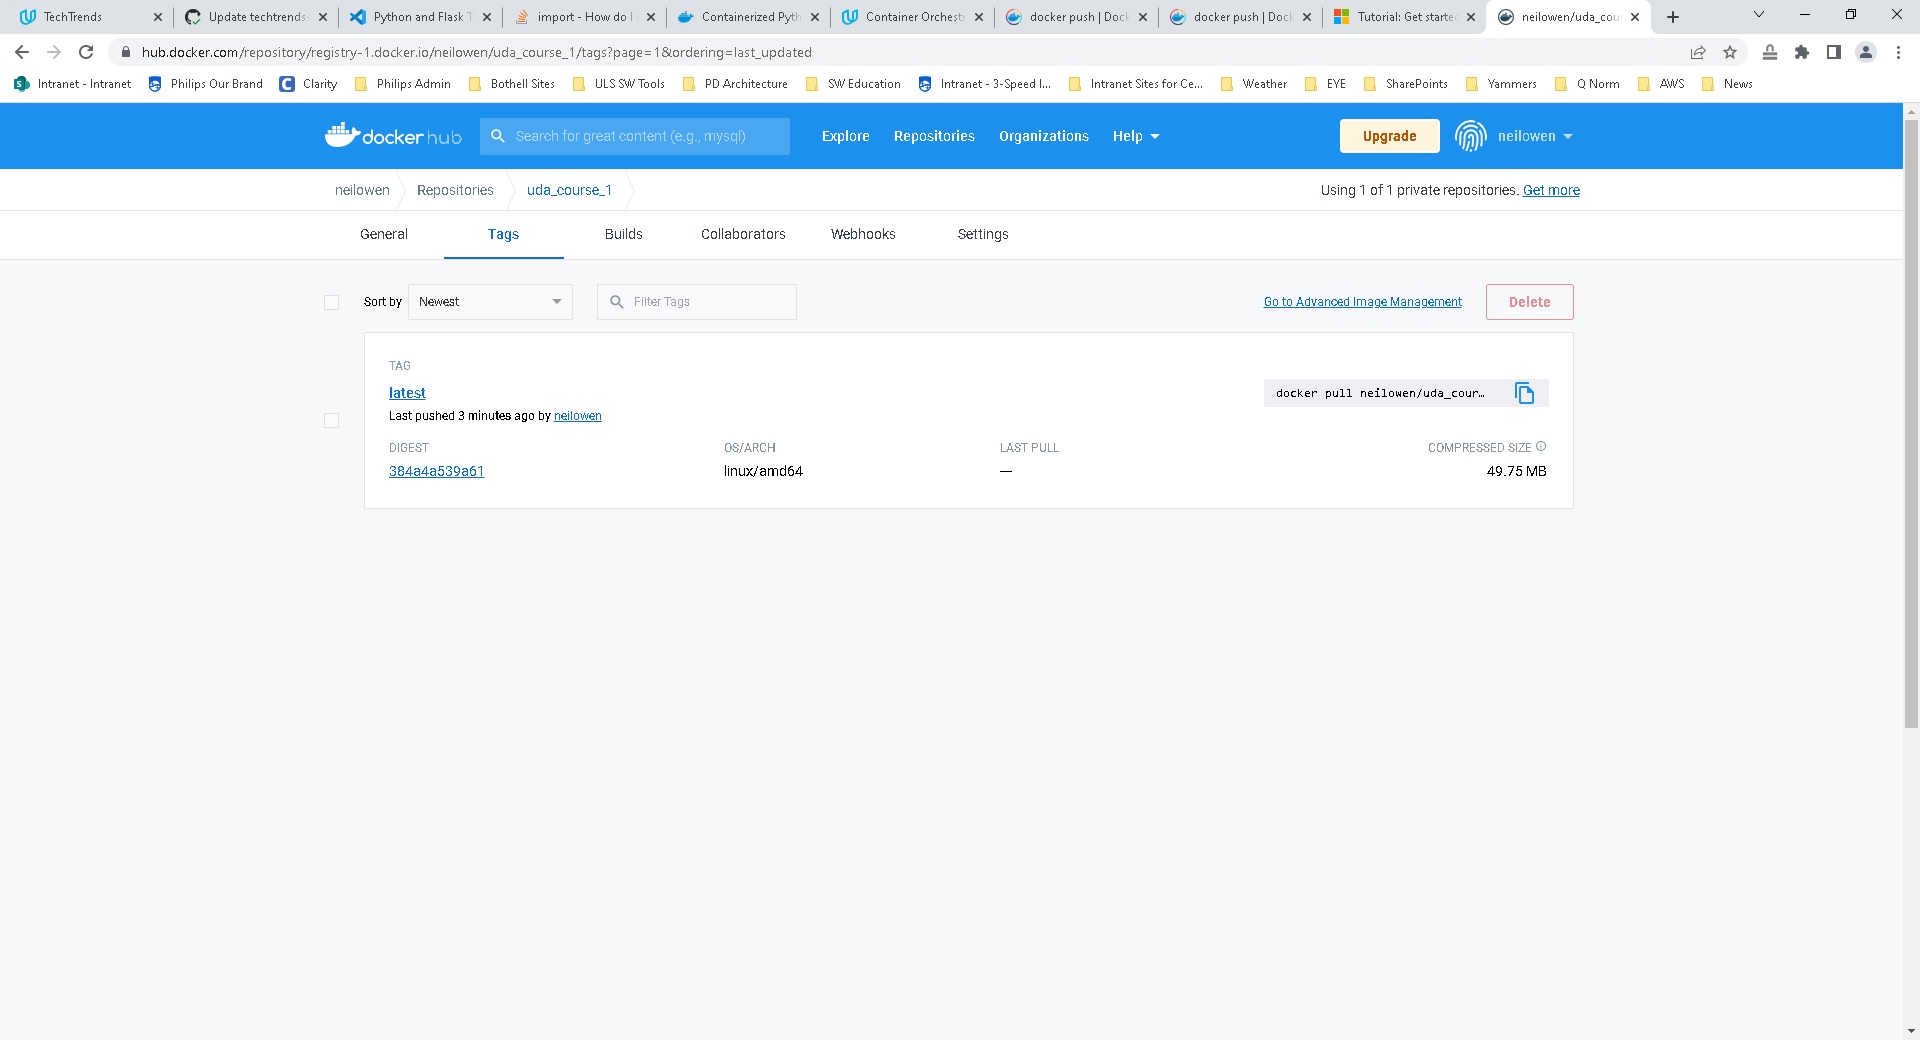 TechTrends
Update techtrends-
Python and Flask T
import - How do I
Containerized Pyth
Container Orchestr
docker push | Dock
docker push | Dock
Tutorial: Get starte
neilowen/uda_cou
hub.docker.com/repository/registry-1.docker.io/neilowen/uda_course_1/tags?page=1&ordering=last_updated
Intranet - Intranet
Philips Our Brand
Clarity
Philips Admin
Bothell Sites
ULS SW Tools
PD Architecture
SW Education
Intranet - 3-Speed I...
Intranet Sites for Ce...
Weather
EYE
SharePoints
Yammers
Q Norm
AWS
News
docker hub
Search for great content (e.g., mysql)
Explore
Repositories
Organizations
Help
Upgrade
neilowen
neilowen
Repositories
uda_course_1
Using 1 of 1 private repositories. Get more
General
Tags
Builds
Collaborators
Webhooks
Settings
Sort by
Newest
Filter Tags
Go to Advanced Image Management
Delete
TAG
latest
docker pull neilowen/uda_cour…
Last pushed 3 minutes ago by neilowen
DIGEST
OS/ARCH
LAST PULL
COMPRESSED SIZE
384a4a539a61
linux/amd64
—
49.75 MB